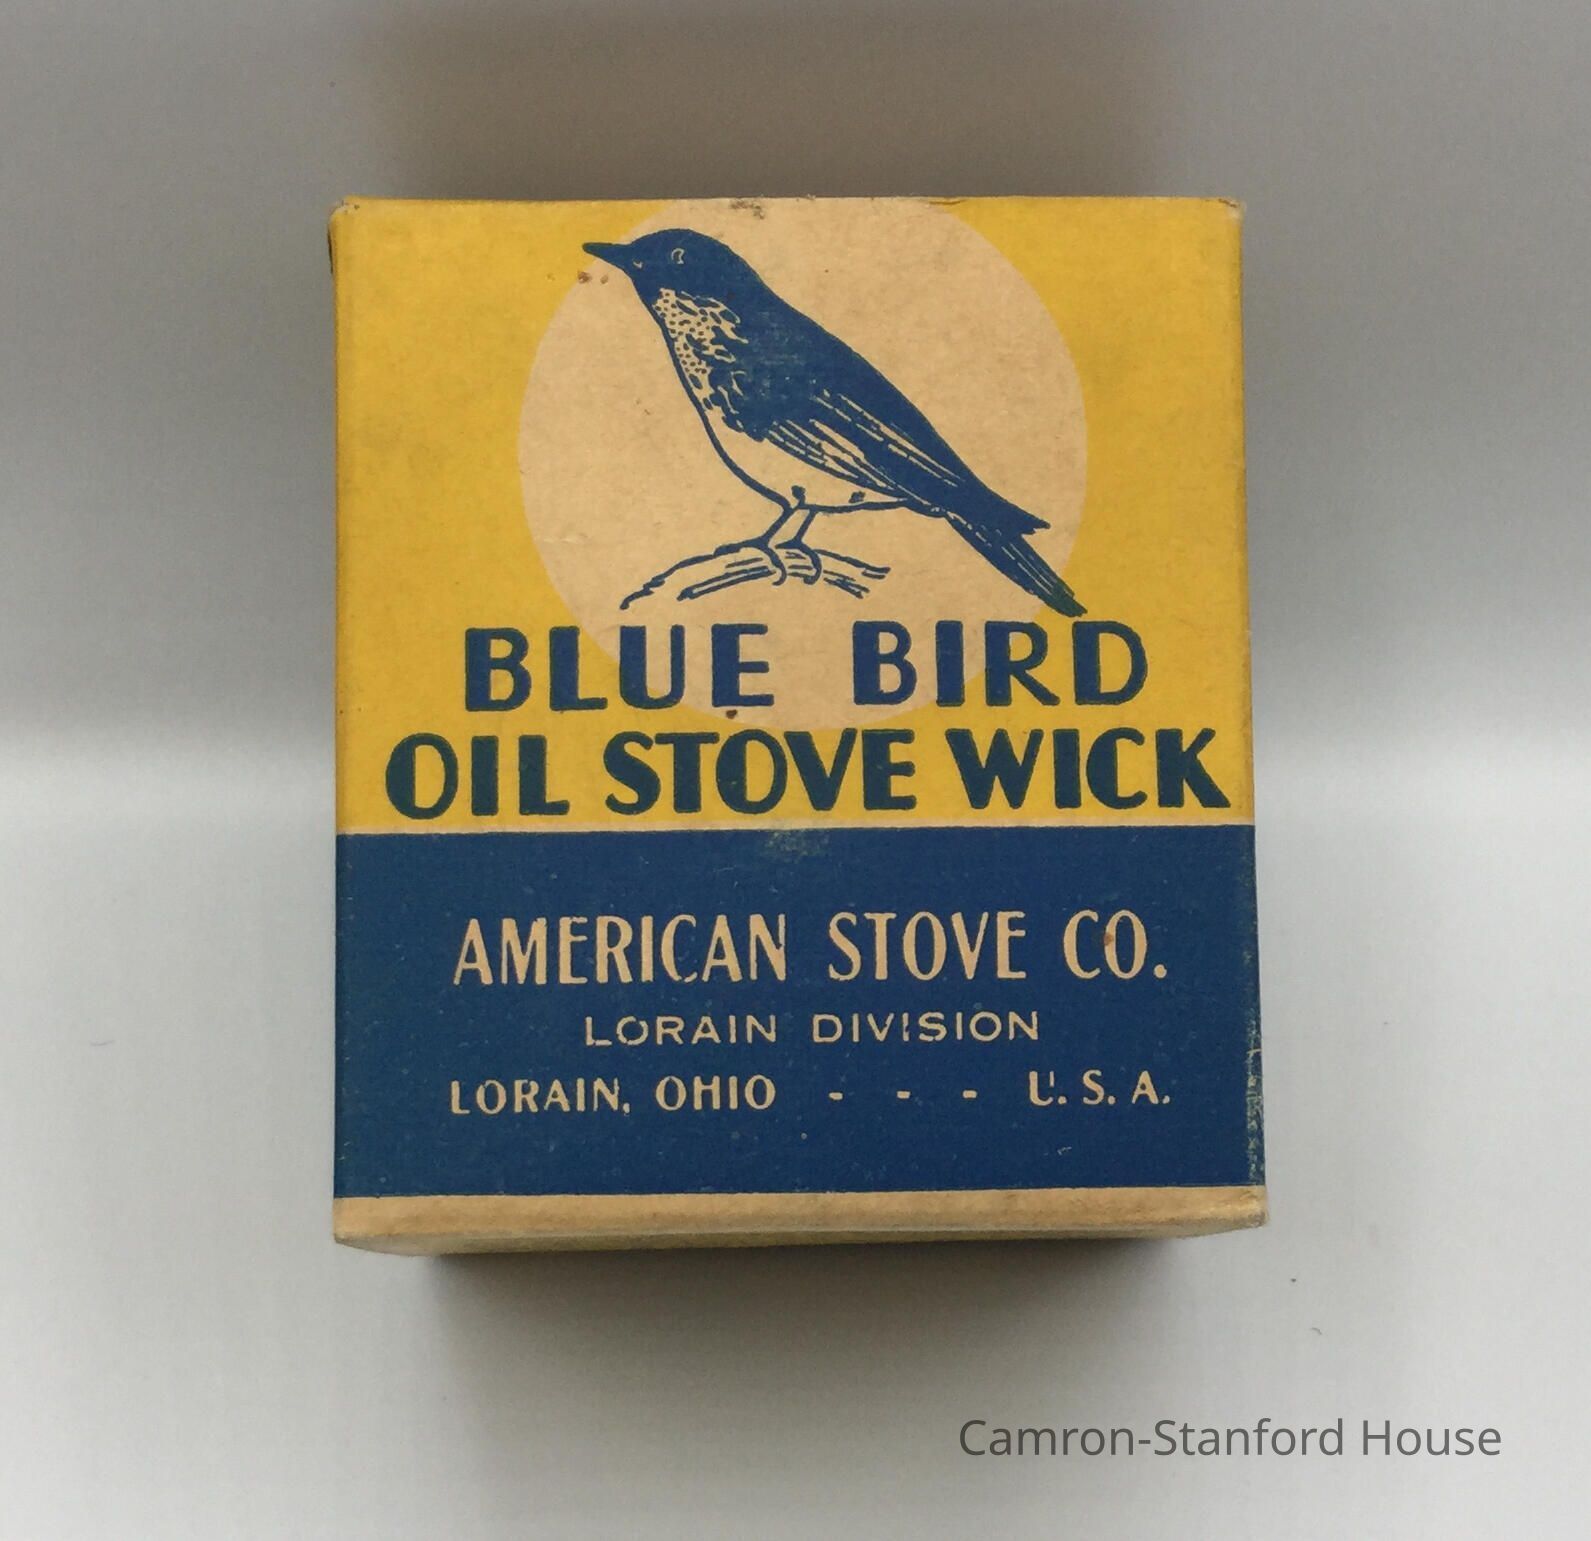 BLUE BIRD
OIL STOVE WICK
AMERICAN STOVE CO.
LORAIN DIVISION
LORAIN, OHIO - - - U. S. A.
Camron-Stanford House